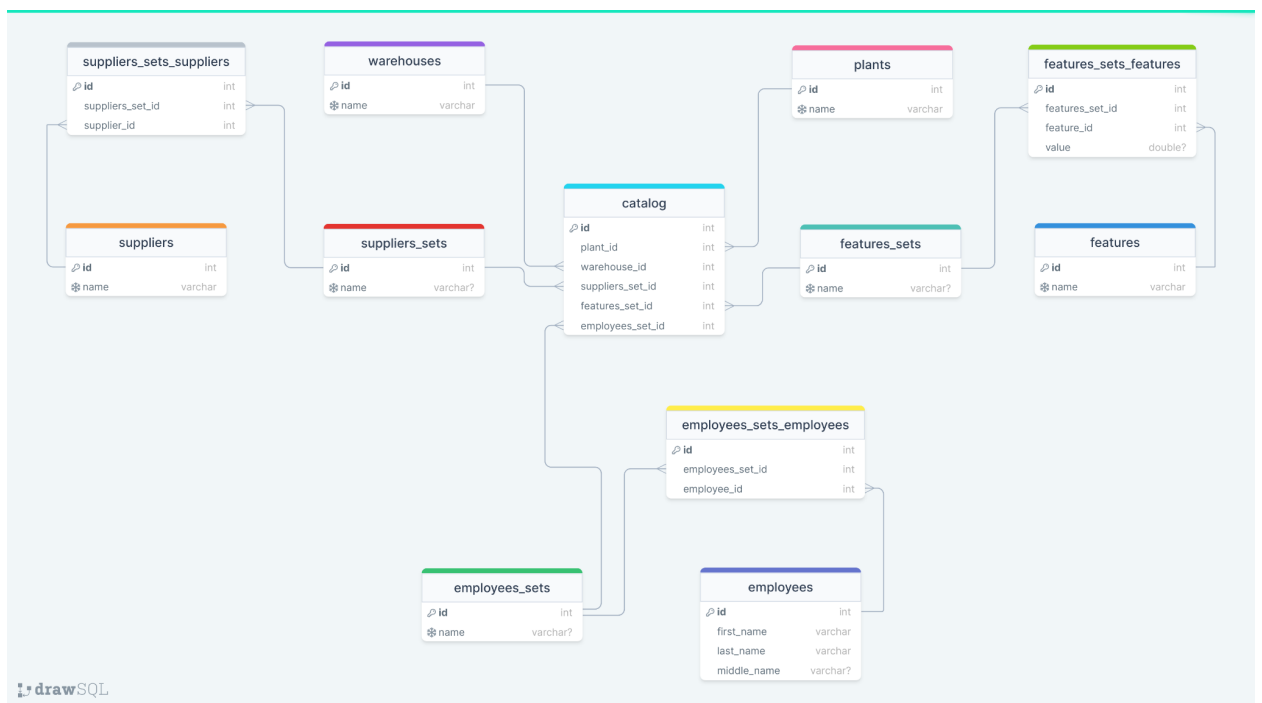 suppliers_sets_suppliers
id int
suppliers_set_id int
supplier_id int
warehouses
id int
name varchar
plants
id int
name varchar
features_sets_features
id int
features_set_id int
feature_id int
value double?
catalog
id int
plant_id int
warehouse_id int
suppliers_set_id int
features_set_id int
employees_set_id int
suppliers
id int
name varchar
suppliers_sets
id int
name varchar?
features_sets
id int
name varchar?
features
id int
name varchar
employees_sets_employees
id int
employees_set_id int
employee_id int
employees_sets
id int
name varchar?
employees
id int
first_name varchar
last_name varchar
middle_name varchar?
drawSQL